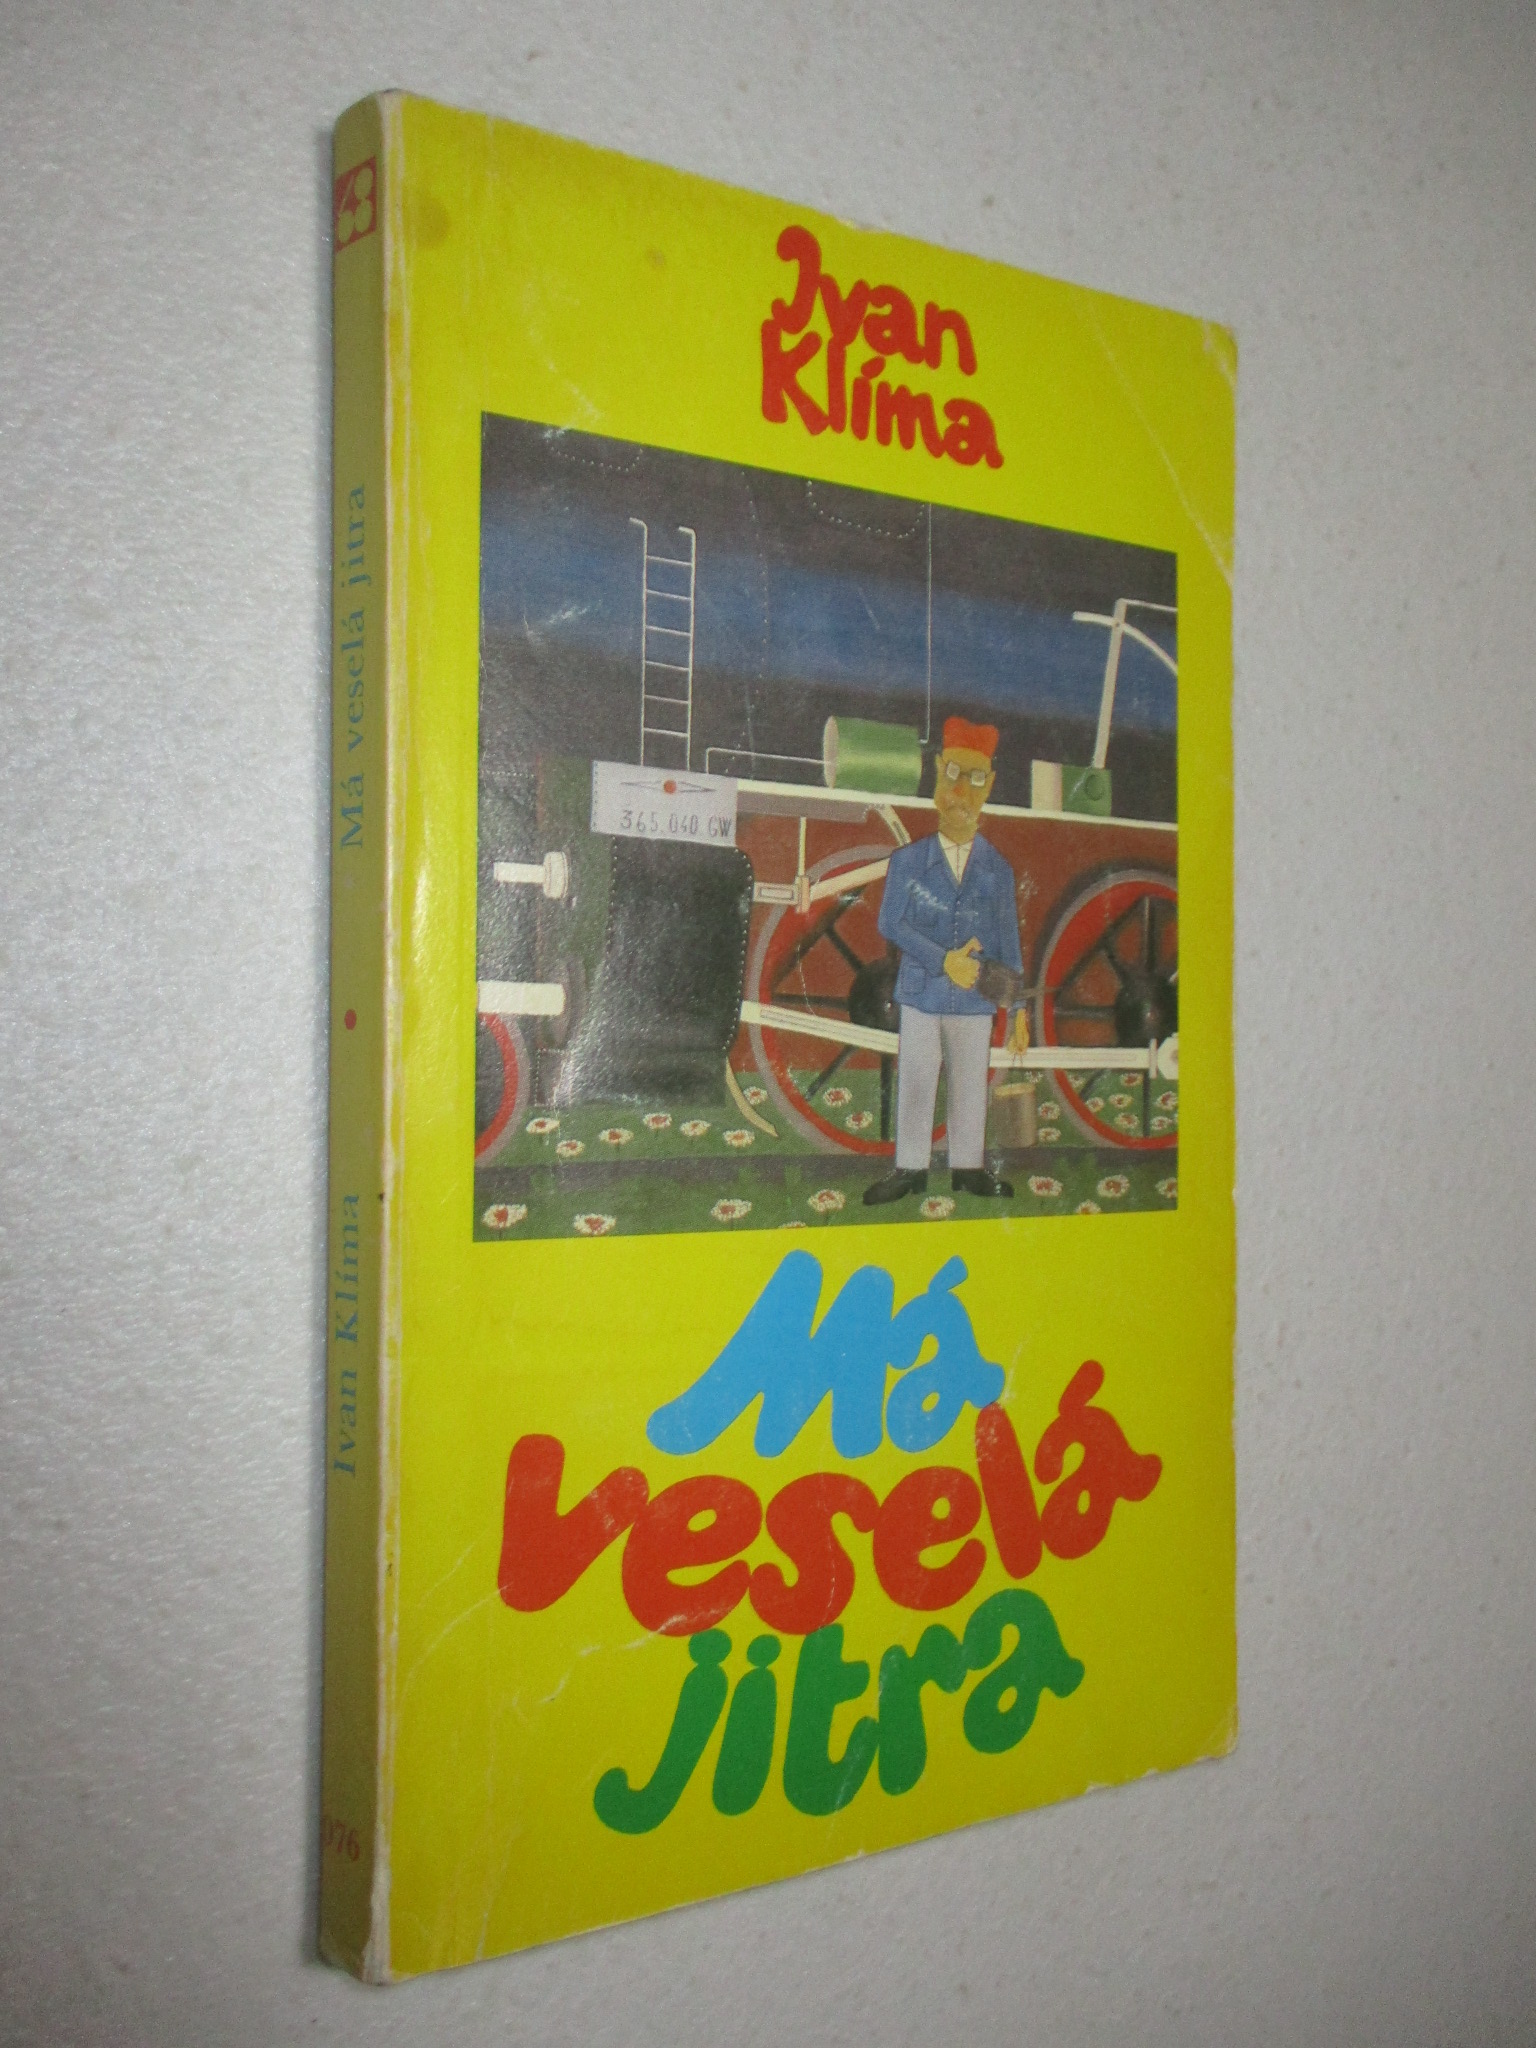 Ivan
Klíma
365.040.GW
Má
veselá
jitra
Ivan Klíma • Má veselá jitra